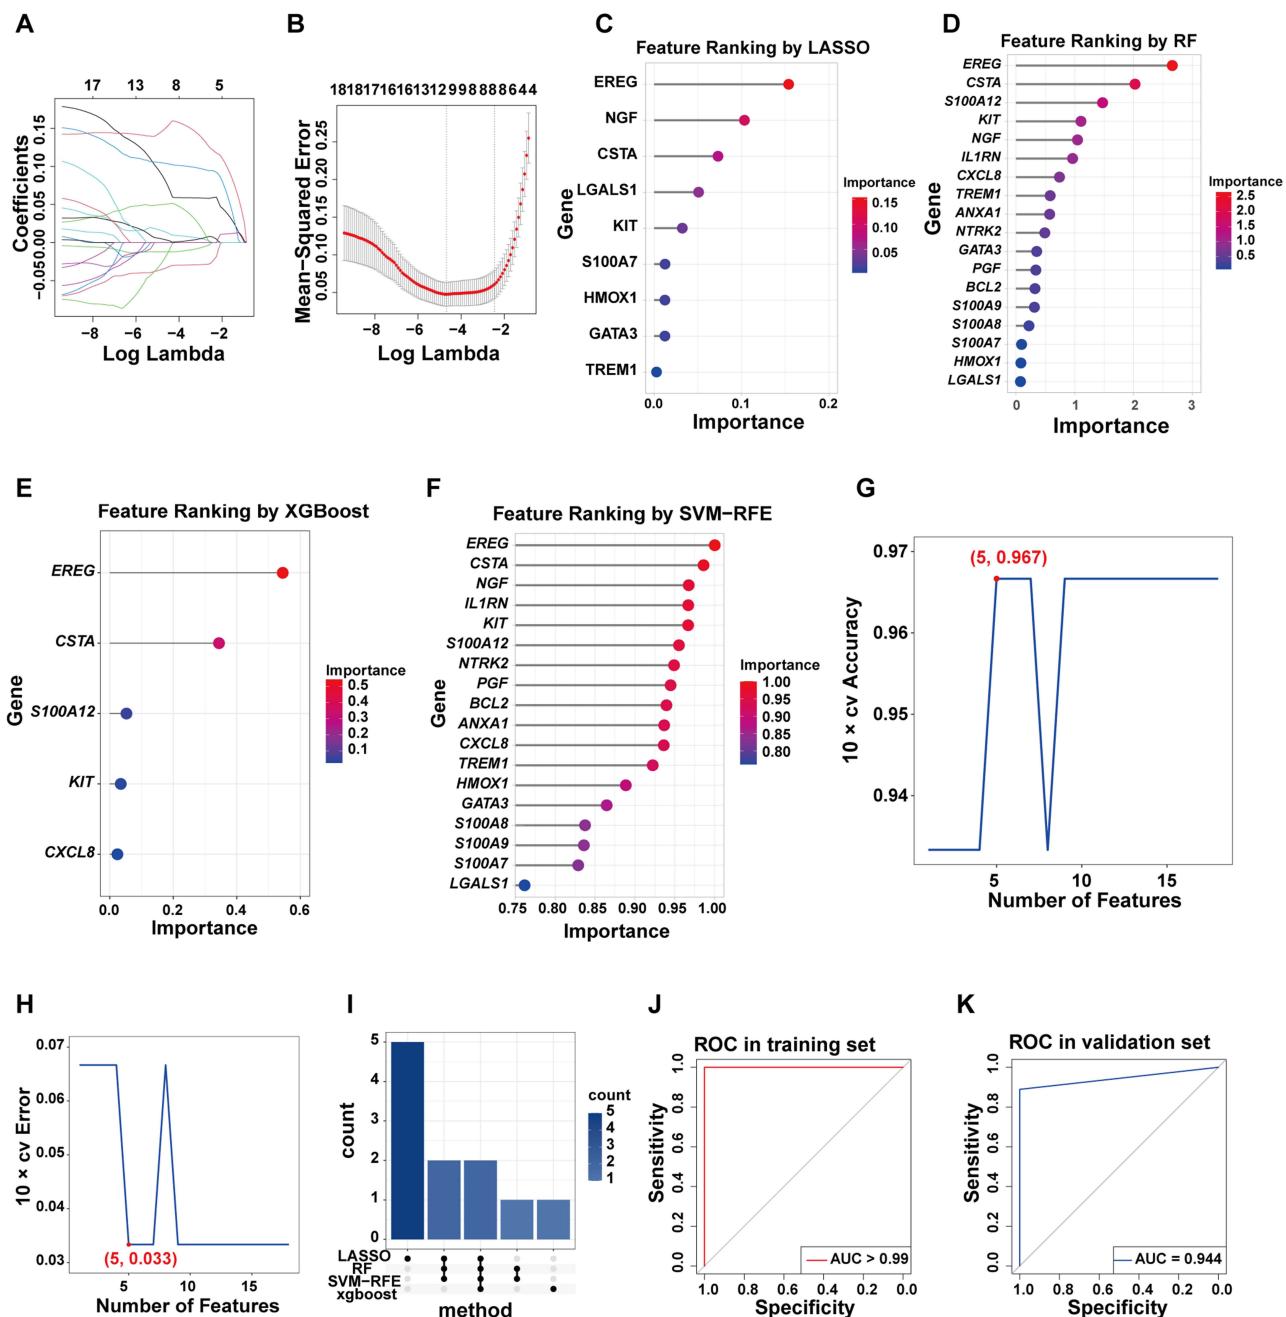 A
B
C
D
17 13 8 5
Coefficients
0.15
0.10
0.05
0.00
−0.05
−8 −6 −4 −2
Log Lambda
18181716161312998888644
Mean−Squared Error
0.25
0.20
0.15
0.10
0.05
−8 −6 −4 −2
Log Lambda
Feature Ranking by LASSO
Gene
EREG
NGF
CSTA
LGALS1
KIT
S100A7
HMOX1
GATA3
TREM1
0.0 0.1 0.2
Importance
Importance
0.15
0.10
0.05
Feature Ranking by RF
Gene
EREG
CSTA
S100A12
KIT
NGF
IL1RN
CXCL8
TREM1
ANXA1
NTRK2
GATA3
PGF
BCL2
S100A9
S100A8
S100A7
HMOX1
LGALS1
0 1 2 3
Importance
Importance
2.5
2.0
1.5
1.0
0.5
E
F
G
Feature Ranking by XGBoost
Gene
EREG
CSTA
S100A12
KIT
CXCL8
0.0 0.2 0.4 0.6
Importance
Importance
0.5
0.4
0.3
0.2
0.1
Feature Ranking by SVM−RFE
Gene
EREG
CSTA
NGF
IL1RN
KIT
S100A12
NTRK2
PGF
BCL2
ANXA1
CXCL8
TREM1
HMOX1
GATA3
S100A8
S100A9
S100A7
LGALS1
0.75 0.80 0.85 0.90 0.95 1.00
Importance
Importance
1.00
0.95
0.90
0.85
0.80
10 × cv Accuracy
0.97
0.96
0.95
0.94
(5, 0.967)
5 10 15
Number of Features
H
I
J
K
10 × cv Error
0.07
0.06
0.05
0.04
0.03
(5, 0.033)
5 10 15
Number of Features
count
5
4
3
2
1
0
LASSO
RF
SVM−RFE
xgboost
method
count
5
4
3
2
1
ROC in training set
Sensitivity
1.0
0.8
0.6
0.4
0.2
0.0
AUC > 0.99
1.0 0.8 0.6 0.4 0.2 0.0
Specificity
ROC in validation set
Sensitivity
1.0
0.8
0.6
0.4
0.2
0.0
AUC = 0.944
1.0 0.8 0.6 0.4 0.2 0.0
Specificity